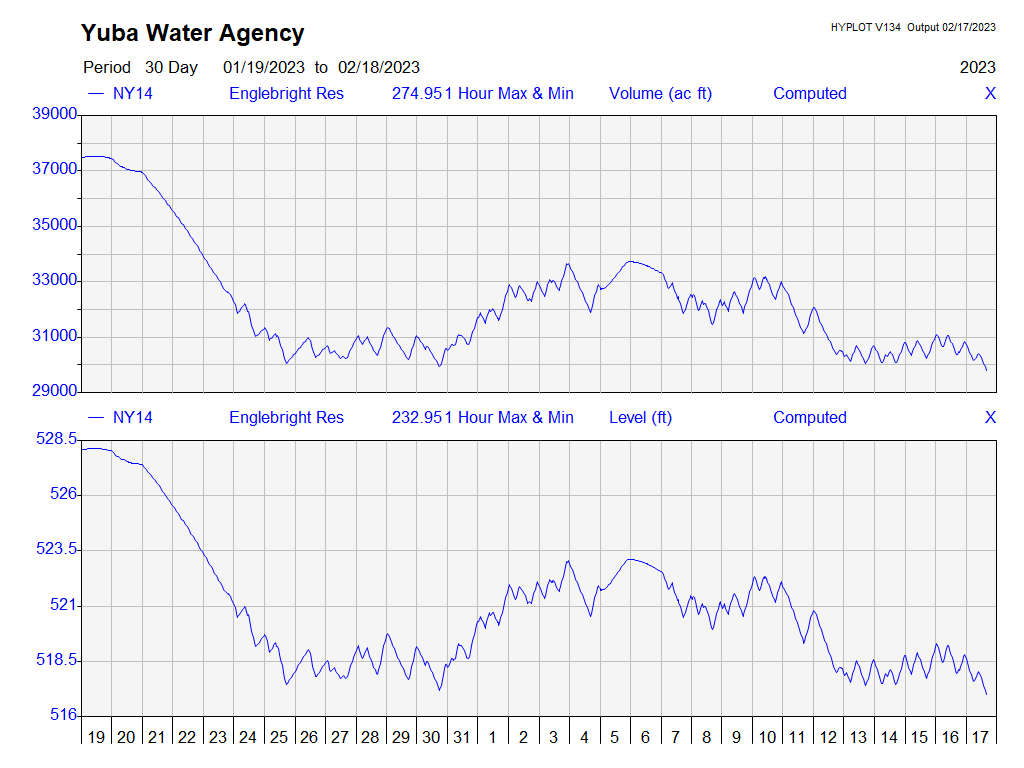 Yuba Water Agency
HYPLOT V134 Output 02/17/2023
Period 30 Day 01/19/2023 to 02/18/2023
2023
NY14 Englebright Res 274.951 Hour Max & Min Volume (ac ft) Computed X
39000
37000
35000
33000
31000
29000
NY14 Englebright Res 232.951 Hour Max & Min Level (ft) Computed X
528.5
526
523.5
521
518.5
516
19 20 21 22 23 24 25 26 27 28 29 30 31 1 2 3 4 5 6 7 8 9 10 11 12 13 14 15 16 17